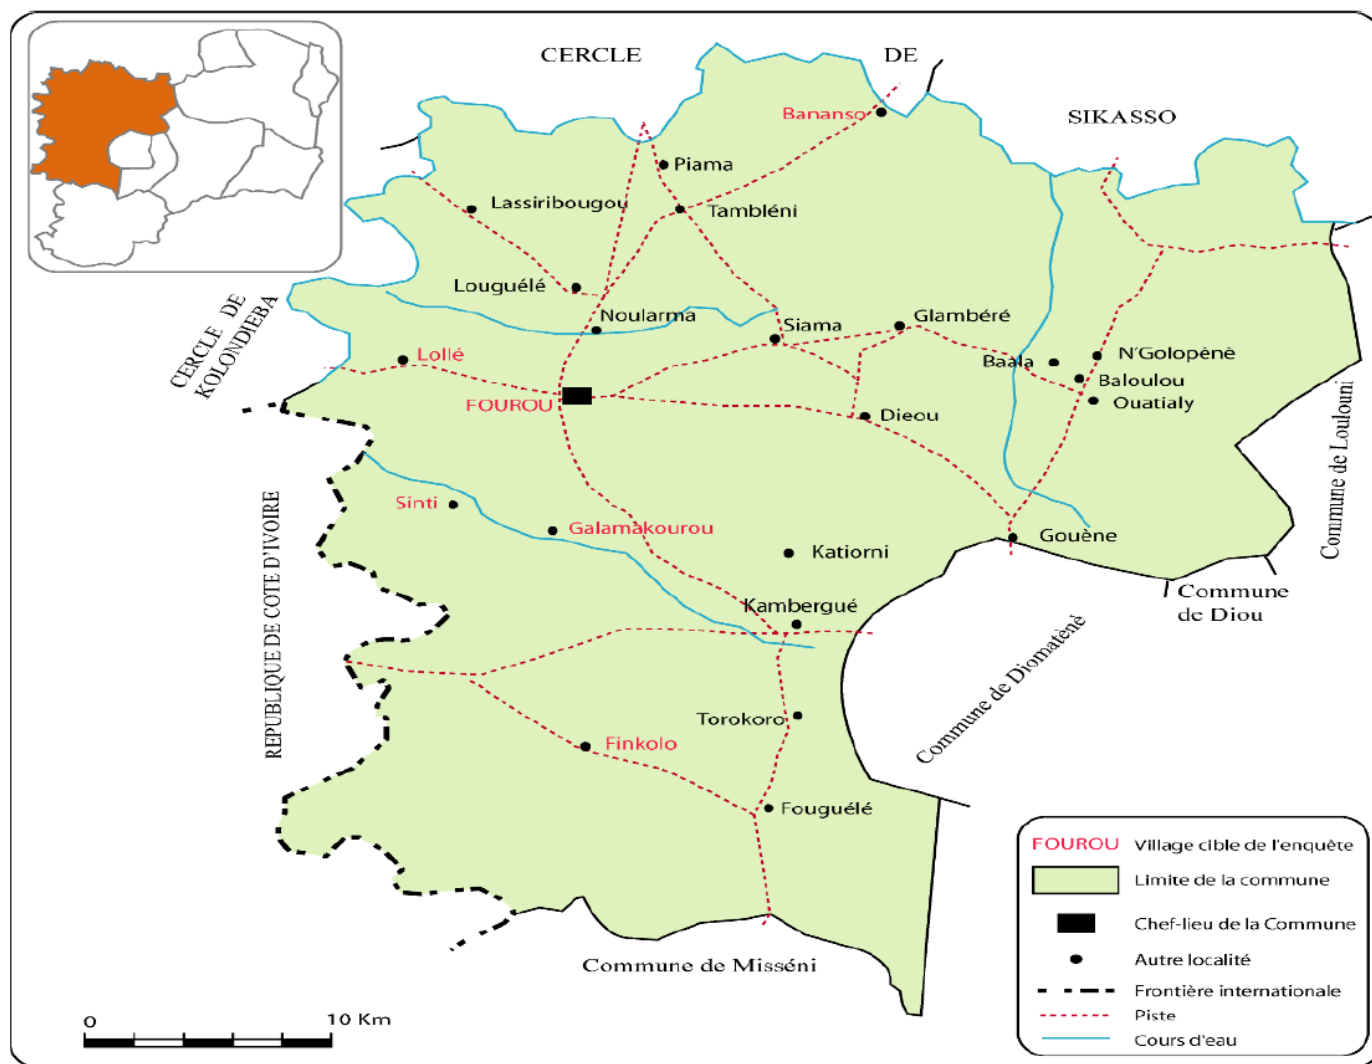 CERCLE DE
SIKASSO
Bananso
Piama
Lassiribougou
Tambléni
Louguélé
CERCLE DE
KOLONDIEBA
Noularma
Siama
Glambéré
Lollé
Baala
N'Golopènè
Baloulou
FOUROU
Ouatialy
Dieou
Commune de Loulouni
Sinti
Galamakourou
Gouène
Katiorni
REPUBLIQUE DE COTE D'IVOIRE
Kambergué
Commune
de Diou
Commune de Diomatènè
Torokoro
Finkolo
Fouguélé
Commune de Misséni
FOUROU Village cible de l'enquête
Limite de la commune
Chef-lieu de la Commune
Autre localité
Frontière internationale
Piste
Cours d'eau
0 10 Km